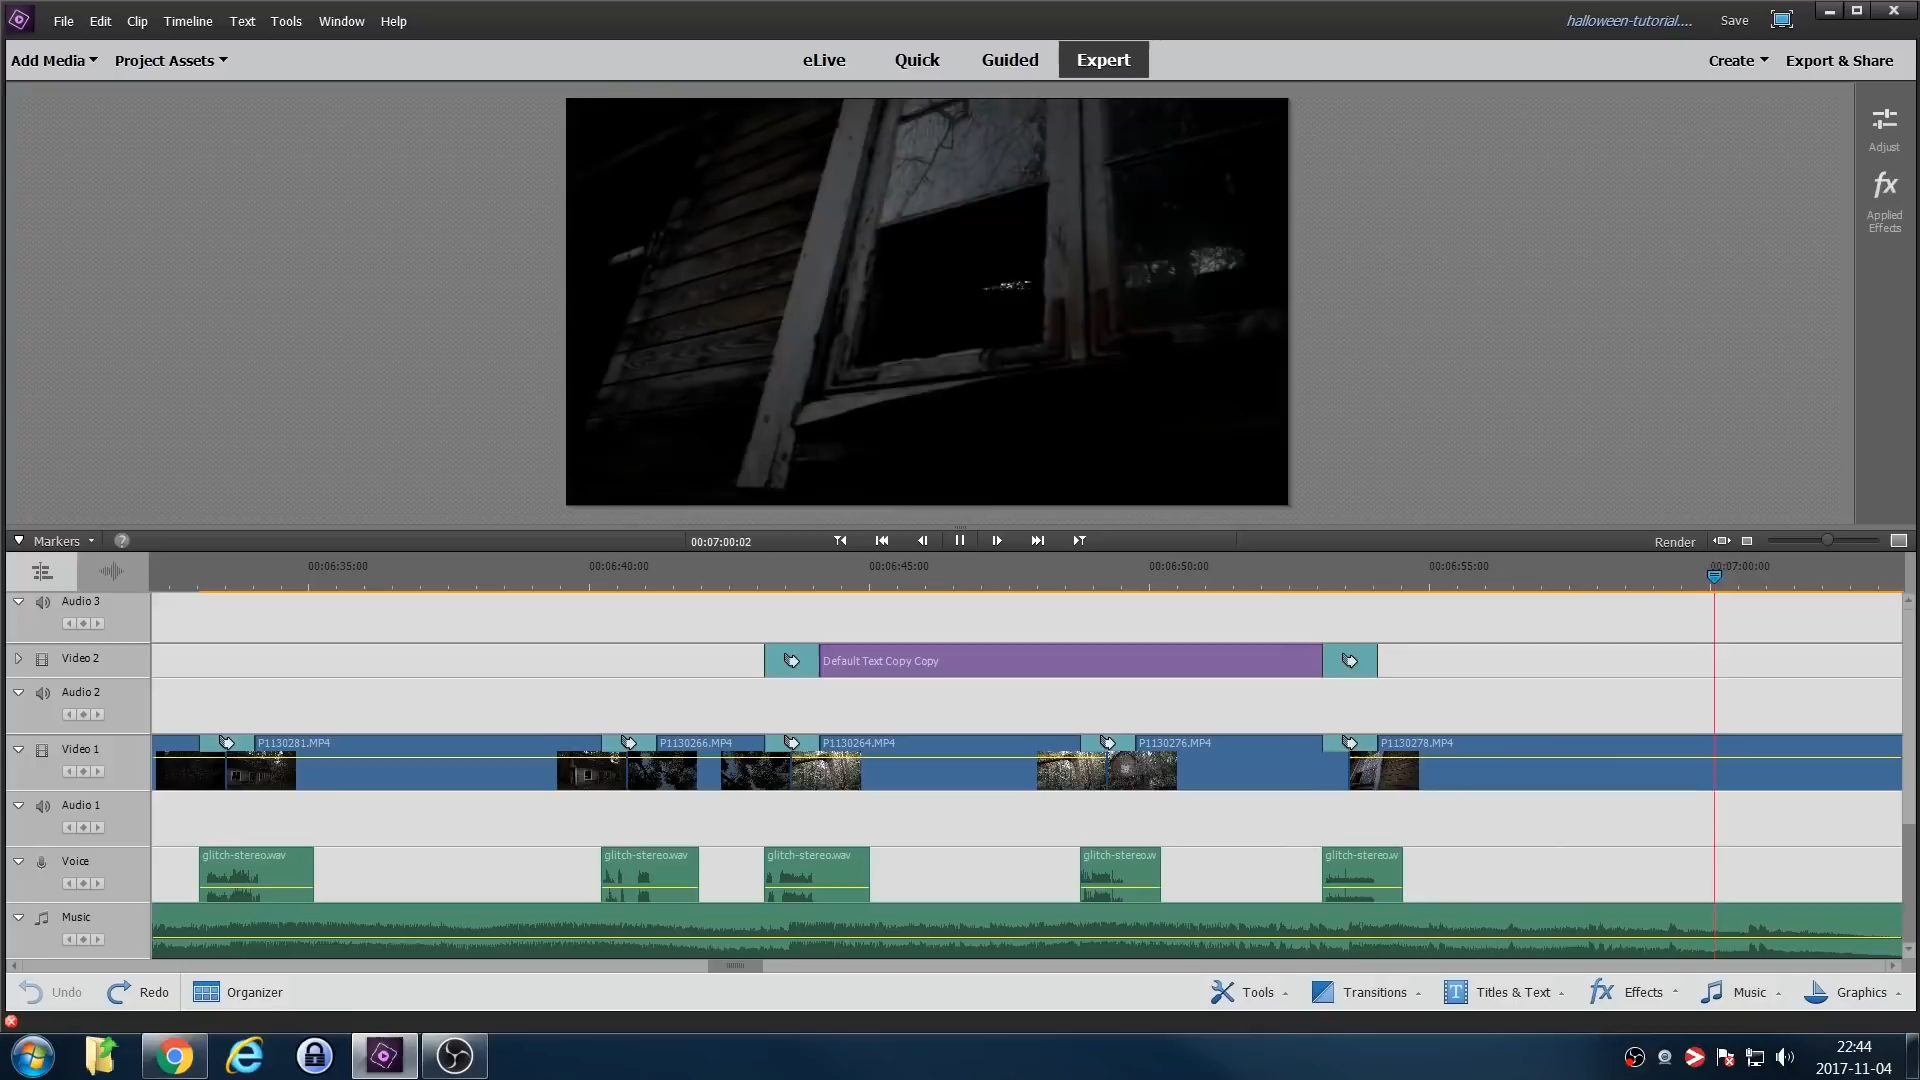 File Edit Clip Timeline Text Tools Window Help
halloween-tutorial.... Save
Add Media Project Assets
eLive Quick Guided Expert
Create Export & Share
Adjust
fx
Applied
Effects
Markers ? 00:07:00:02 Render
00:06:35:00 00:06:40:00 00:06:45:00 00:06:50:00 00:06:55:00 00:07:00:00
Audio 3
Video 2 Default Text Copy Copy
Audio 2
Video 1 P1130281.MP4 P1130266.MP4 P1130264.MP4 P1130276.MP4 P1130278.MP4
Audio 1
Voice glitch-stereo.wav glitch-stereo.wav glitch-stereo.wav glitch-stereo.w glitch-stereo.w
Music
Undo Redo Organizer Tools Transitions T Titles & Text fx Effects Music Graphics
22:44
2017-11-04